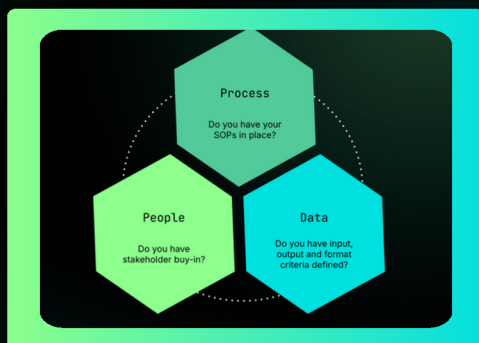 Process
Do you have your
SOPs in place?
People
Do you have
stakeholder buy-in?
Data
Do you have input,
output and format
criteria defined?